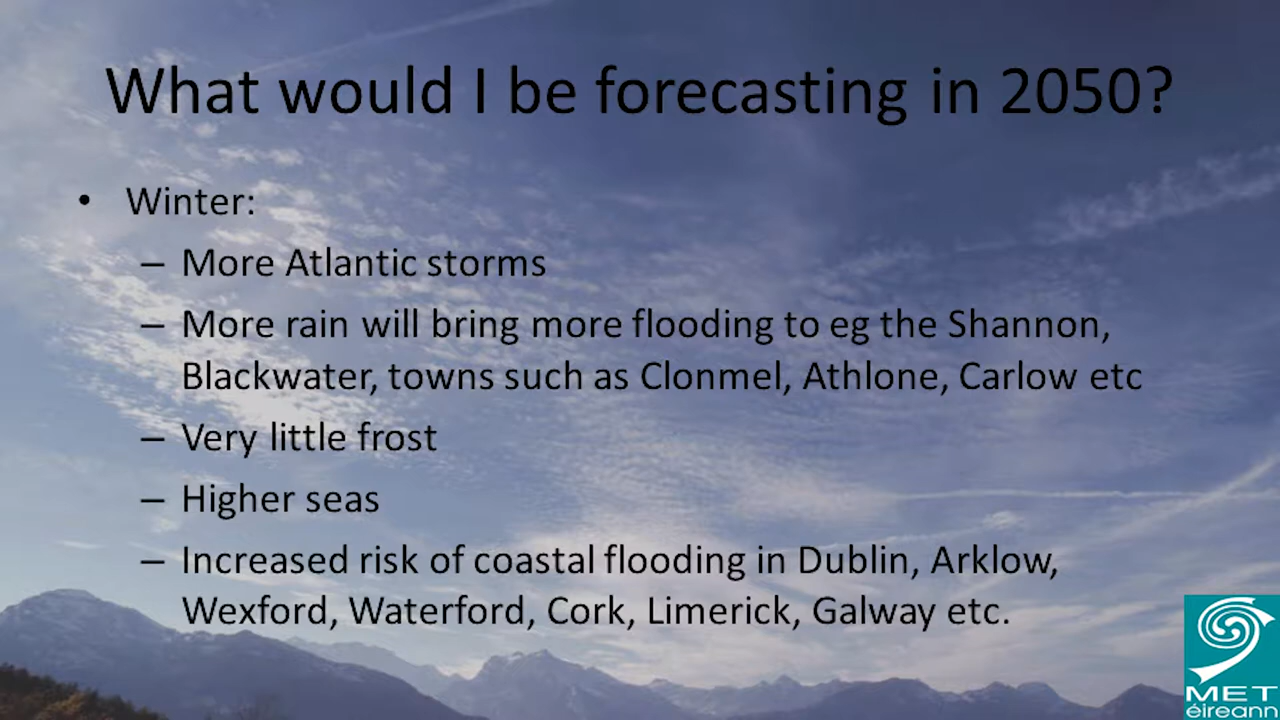 What would I be forecasting in 2050?
• Winter:
– More Atlantic storms
– More rain will bring more flooding to eg the Shannon,
Blackwater, towns such as Clonmel, Athlone, Carlow etc
– Very little frost
– Higher seas
– Increased risk of coastal flooding in Dublin, Arklow,
Wexford, Waterford, Cork, Limerick, Galway etc.
MET
éireann